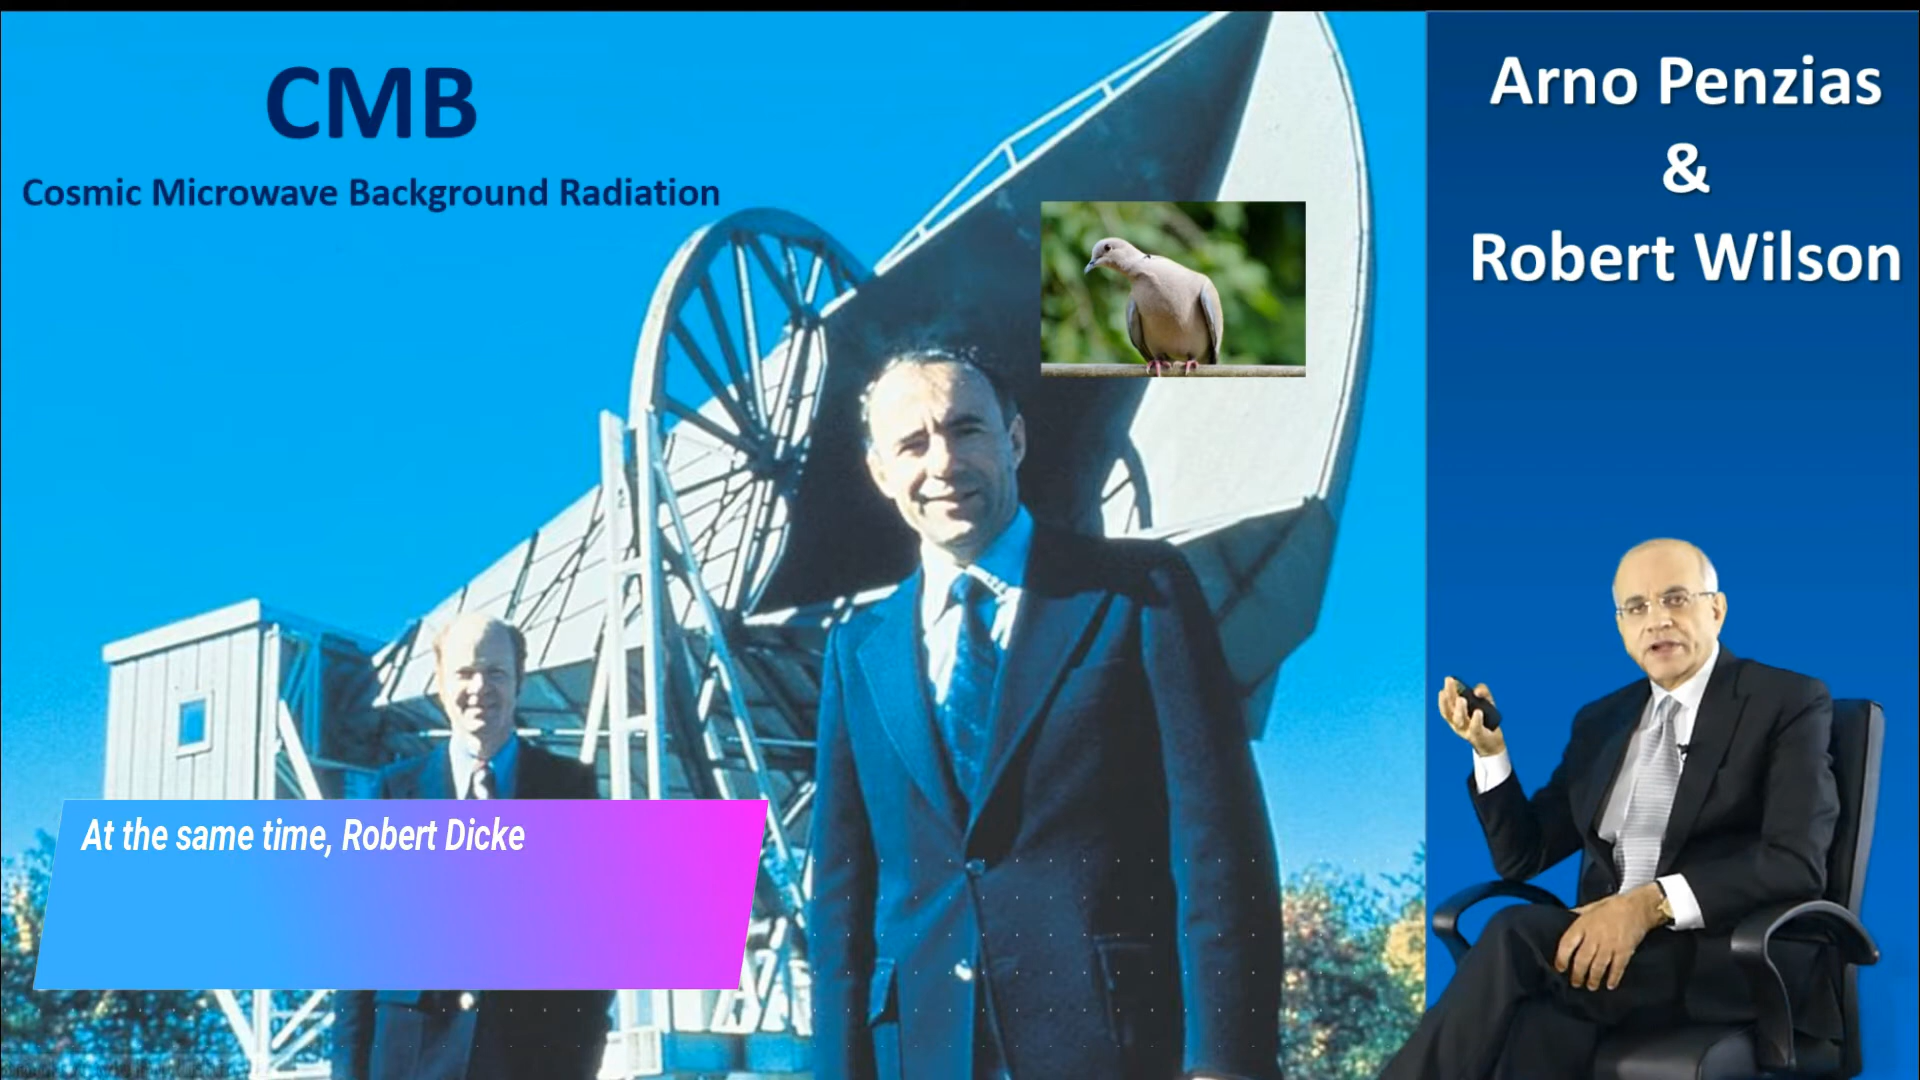 CMB
Cosmic Microwave Background Radiation
Arno Penzias
&
Robert Wilson
At the same time, Robert Dicke